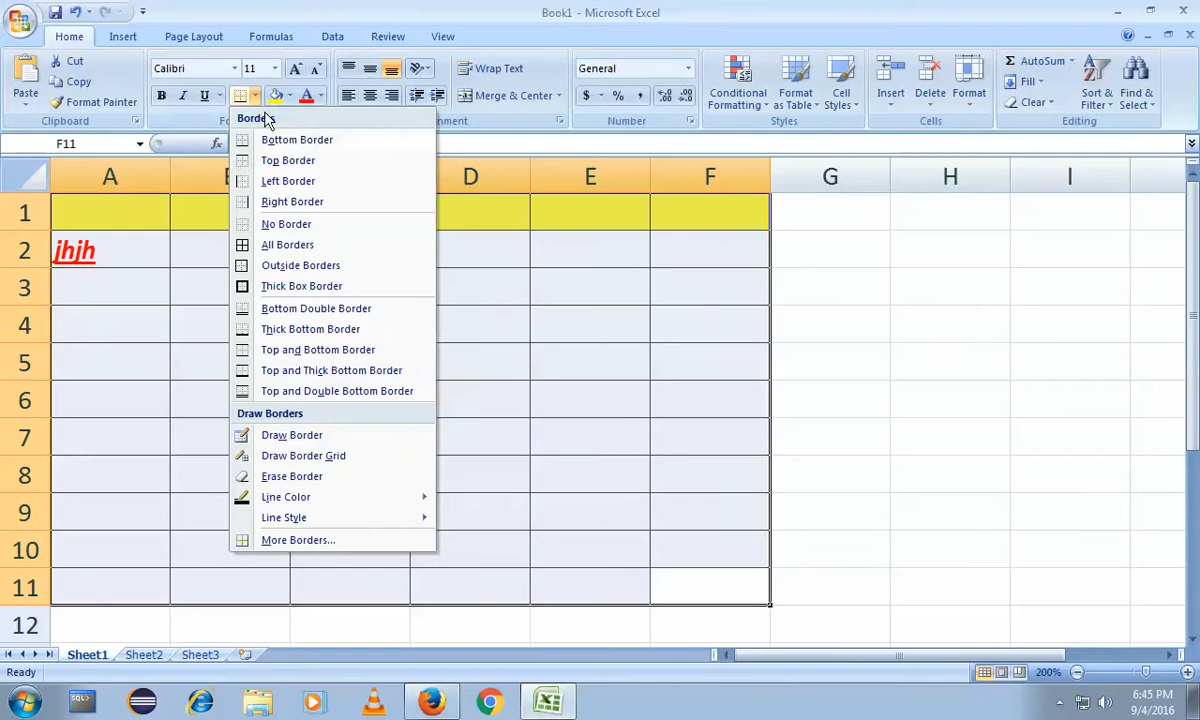 Book1 - Microsoft Excel
Home Insert Page Layout Formulas Data Review View
Paste Cut Calibri 11 Wrap Text General Conditional Formatting Format as Table Cell Styles Insert Delete Format Σ AutoSum Sort & Filter Find & Select
Copy Fill
Format Painter B I U A Merge & Center $ % , Clear
Number Styles Cells Editing
F11 fx
Borders
Bottom Border
Top Border
Left Border
Right Border
No Border
All Borders
Outside Borders
Thick Box Border
Bottom Double Border
Thick Bottom Border
Top and Bottom Border
Top and Thick Bottom Border
Top and Double Bottom Border
Draw Borders
Draw Border
Draw Border Grid
Erase Border
Line Color
Line Style
More Borders...
A D E F G H I
1
2 jhjh
3
4
5
6
7
8
9
10
11
12
Sheet1 Sheet2 Sheet3
Ready 200%
SQL> 6:45 PM
9/4/2016